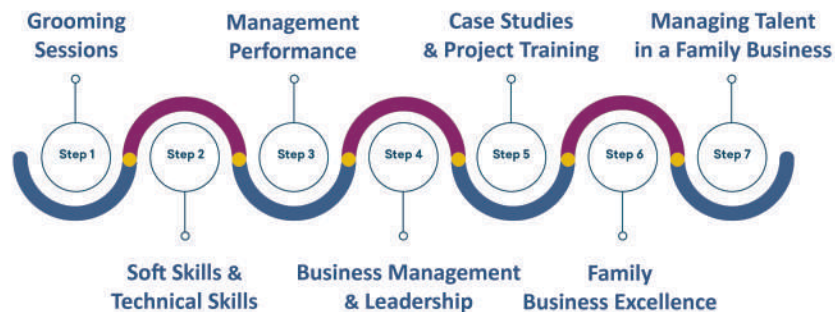 Grooming
Sessions
Management
Performance
Case Studies
& Project Training
Managing Talent
in a Family Business
Step 1
Step 2
Step 3
Step 4
Step 5
Step 6
Step 7
Soft Skills &
Technical Skills
Business Management
& Leadership
Family
Business Excellence